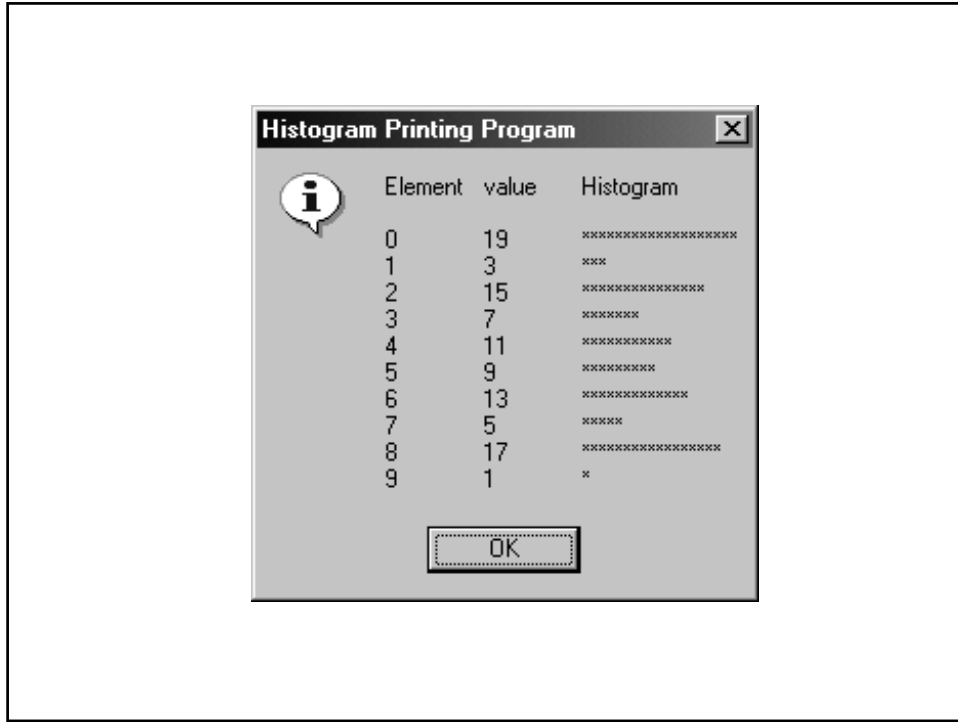 Histogram Printing Program
Element value Histogram
0 19 *******************
1 3 ***
2 15 ***************
3 7 *******
4 11 ***********
5 9 *********
6 13 *************
7 5 *****
8 17 *****************
9 1 *
OK